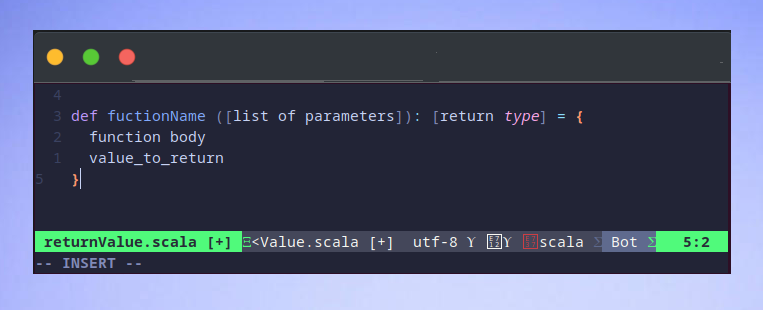 4
3 def fuctionName ([list of parameters]): [return type] = {
2   function body
1   value_to_return
5 }
returnValue.scala [+] Ξ<Value.scala [+] utf-8 Υ Υ scala Σ Bot Σ 5:2
-- INSERT --